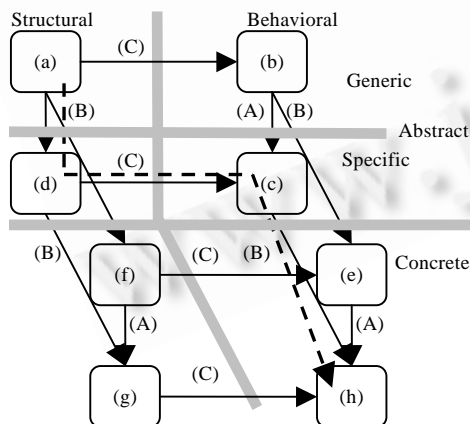 Structural Behavioral
(a) (C) (b)
Generic
(B) (A) (B)
Abstract
(d) (C) (c) Specific
(B) (C) (B)
(f) (e) Concrete
(A) (A)
(g) (C) (h)